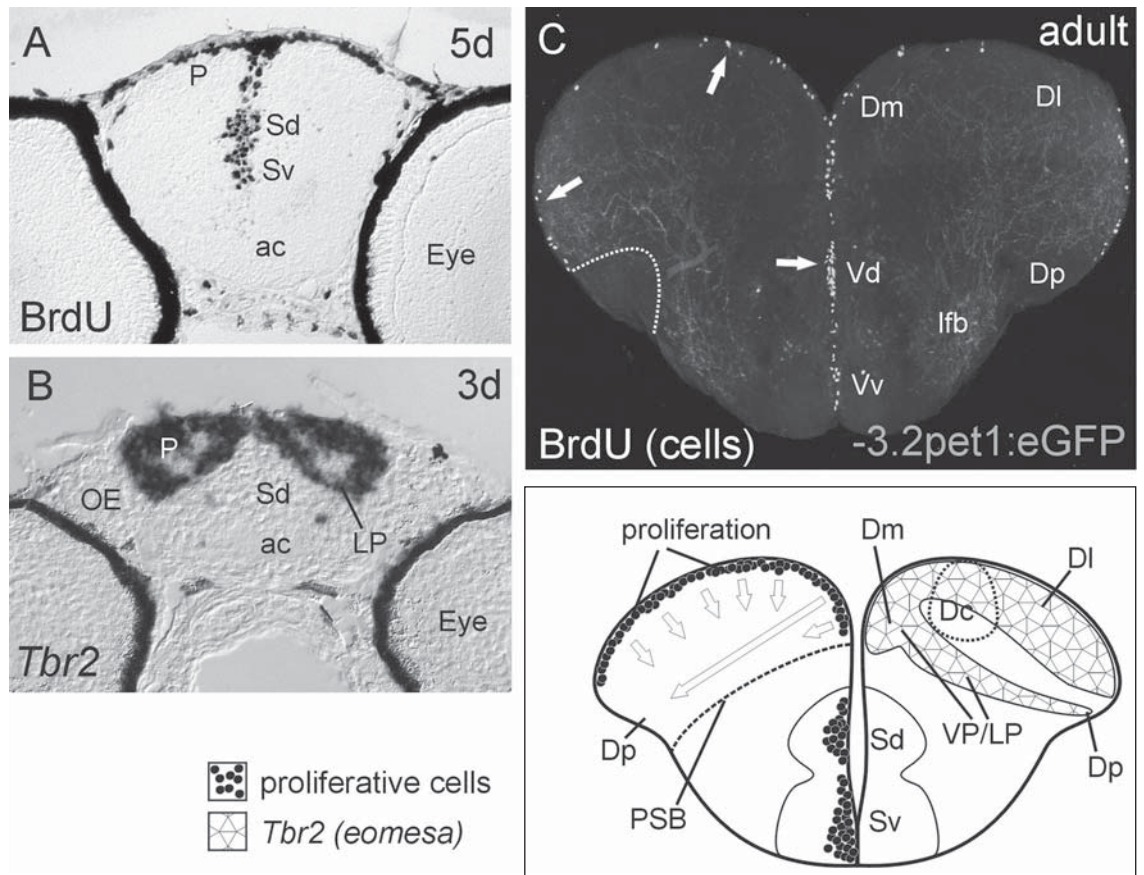 A
5d
P
Sd
Sv
ac
Eye
BrdU
B
3d
P
OE
Sd
ac
LP
Eye
Tbr2
proliferative cells
Tbr2 (eomesa)
C
adult
Dm
Dl
Vd
Dp
lfb
Vv
BrdU (cells)
-3.2pet1:eGFP
proliferation
Dm
Dl
Dc
Dp
VP/LP
Dp
PSB
Sd
Sv